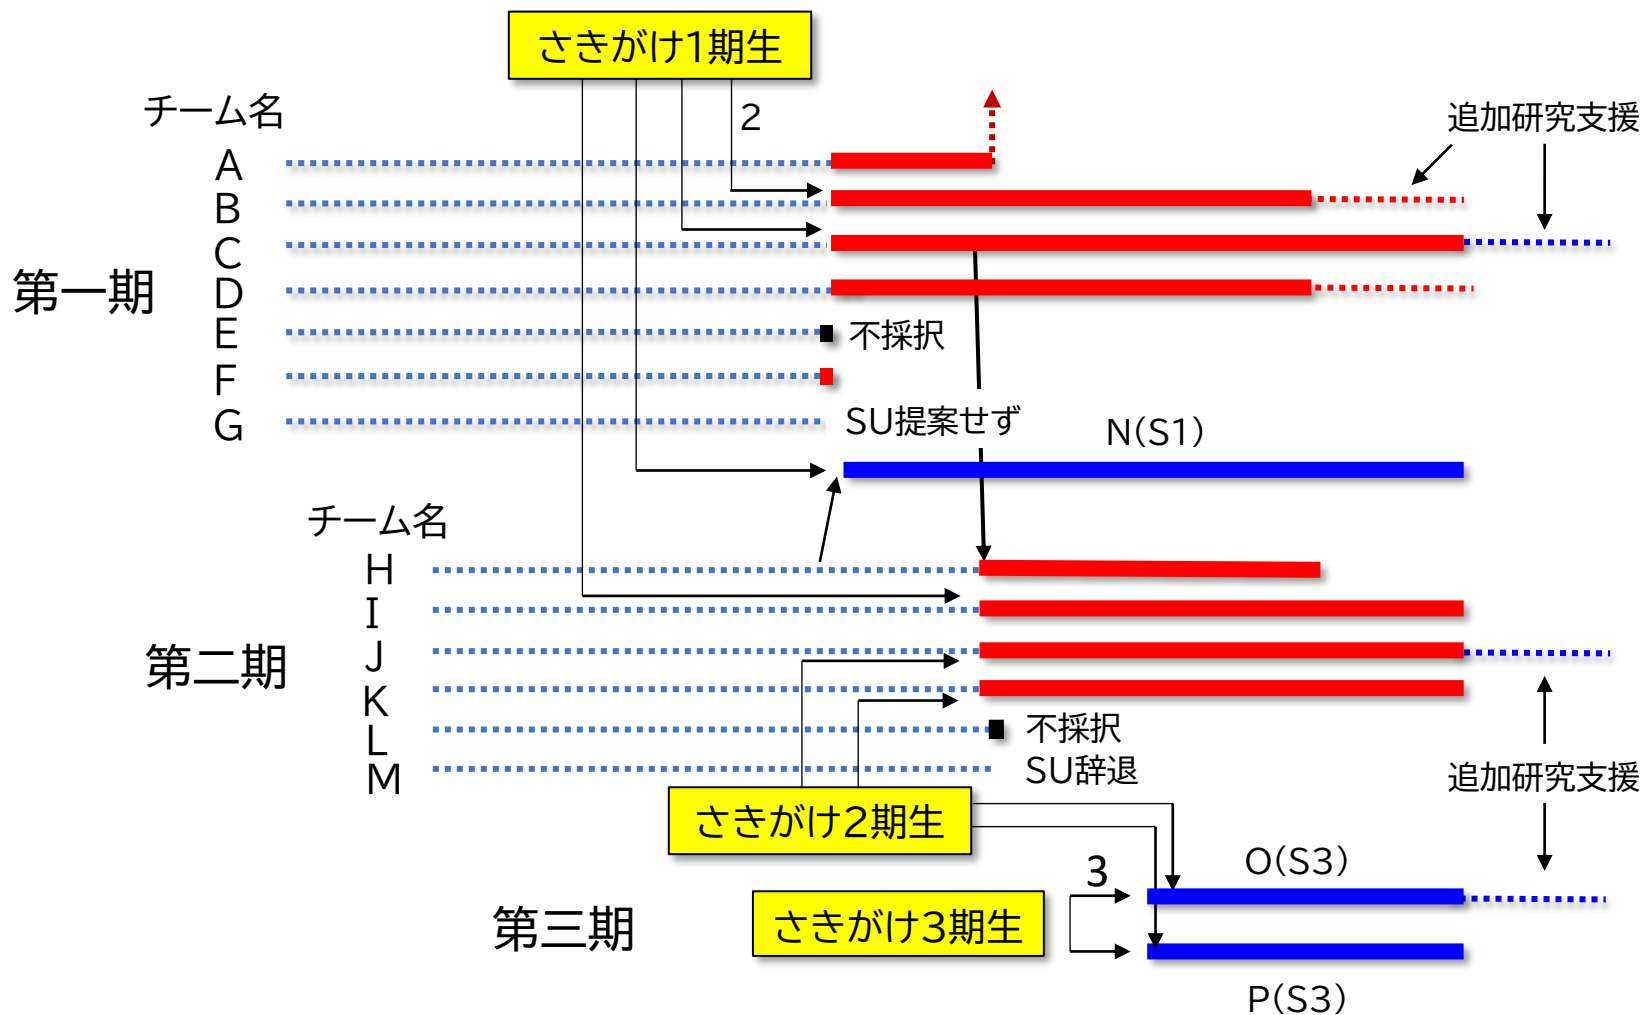 さきがけ1期生
チーム名
2
追加研究支援
A
B
C
第一期
D
E
不採択
F
G
SU提案せず
N(S1)
チーム名
H
I
第二期
J
K
L
不採択
M
SU辞退
追加研究支援
さきがけ2期生
3
O(S3)
第三期
さきがけ3期生
P(S3)